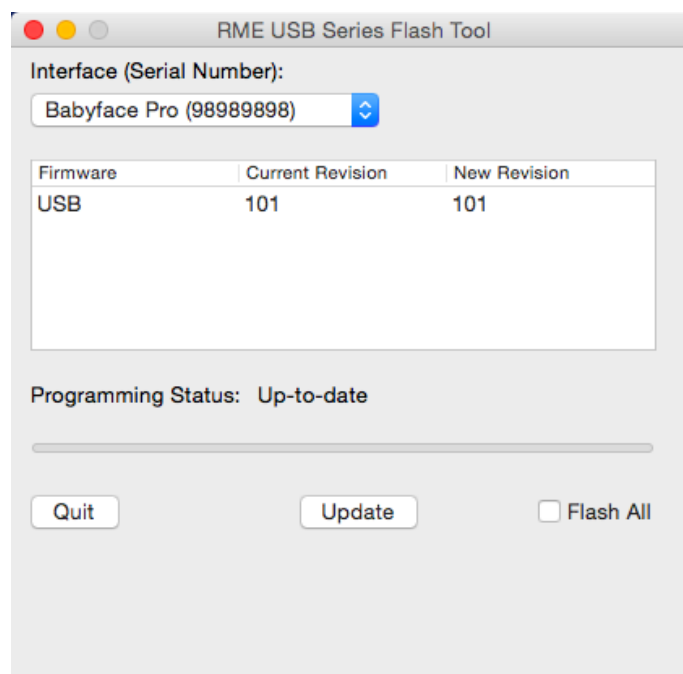 RME USB Series Flash Tool
Interface (Serial Number):
Babyface Pro (98989898)
Firmware Current Revision New Revision
USB 101 101
Programming Status: Up-to-date
Quit Update Flash All